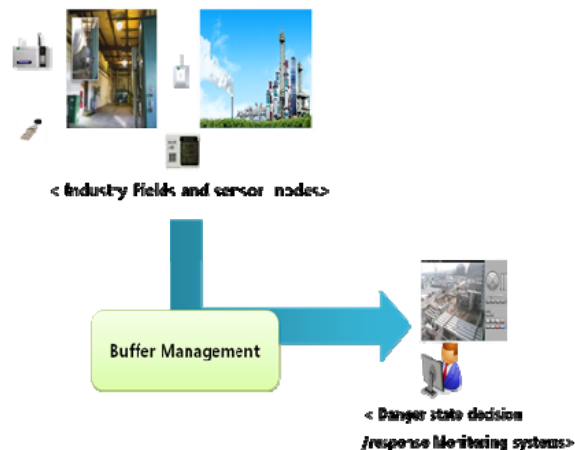 < Industry Fields and sensor nodes>
Buffer Management
< Danger state decision
/response Monitoring systems>